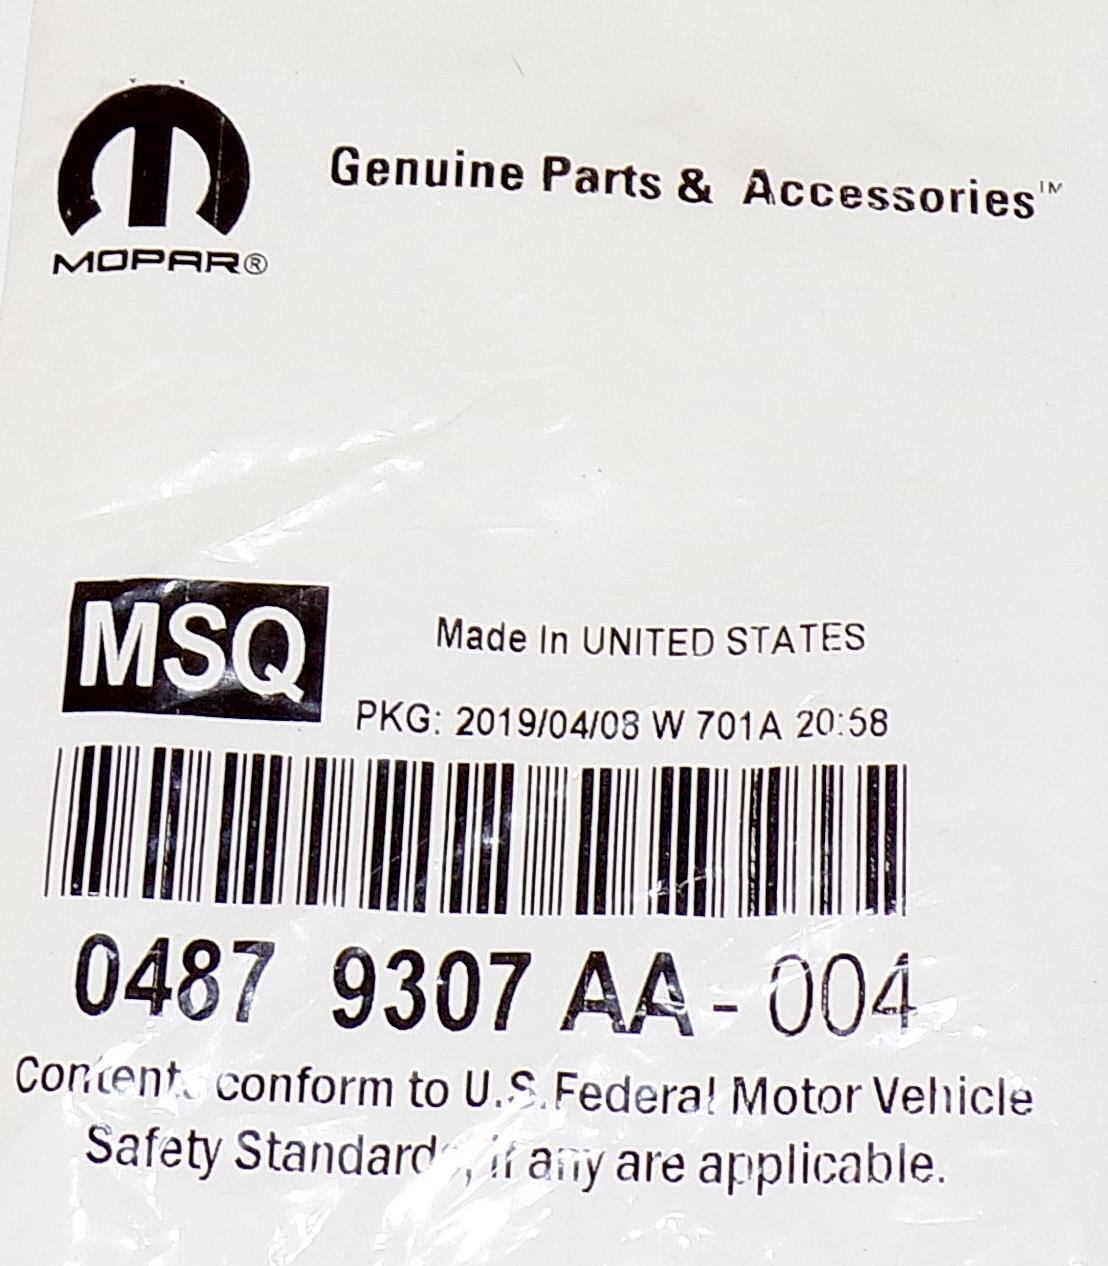 Genuine Parts & Accessories™
MOPAR®
MSQ
Made In UNITED STATES
PKG: 2019/04/08 W 701A 20:58
0487 9307 AA - 004
Contents conform to U.S. Federal Motor Vehicle
Safety Standards, if any are applicable.